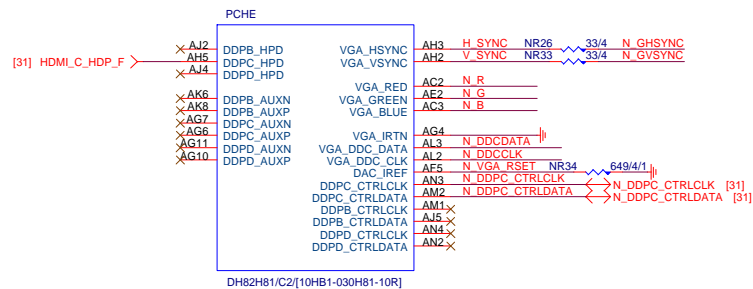 PCHE
AJ2 DDPB_HPD VGA_HSYNC AH3 H_SYNC NR26 33/4 N_GHSYNC
[31] HDMI_C_HDP_F AH5 DDPC_HPD VGA_VSYNC AH2 V_SYNC NR33 33/4 N_GVSYNC
AJ4 DDPD_HPD
VGA_RED AC2 N_R
AK6 DDPB_AUXN VGA_GREEN AE2 N_G
AK8 DDPB_AUXP VGA_BLUE AC3 N_B
AG7 DDPC_AUXN
AG6 DDPC_AUXP VGA_IRTN AG4
AG11 DDPD_AUXN VGA_DDC_DATA AL3 N_DDCDATA
AG10 DDPD_AUXP VGA_DDC_CLK AL2 N_DDCCLK
DAC_IREF AF5 N_VGA_RSET NR34 649/4/1
DDPC_CTRLCLK AN3 N_DDPC_CTRLCLK N_DDPC_CTRLCLK [31]
DDPC_CTRLDATA AM2 N_DDPC_CTRLDATA N_DDPC_CTRLDATA [31]
DDPB_CTRLCLK AM1
DDPB_CTRLDATA AJ5
DDPD_CTRLCLK AN4
DDPD_CTRLDATA AN2
DH82H81/C2/[10HB1-030H81-10R]